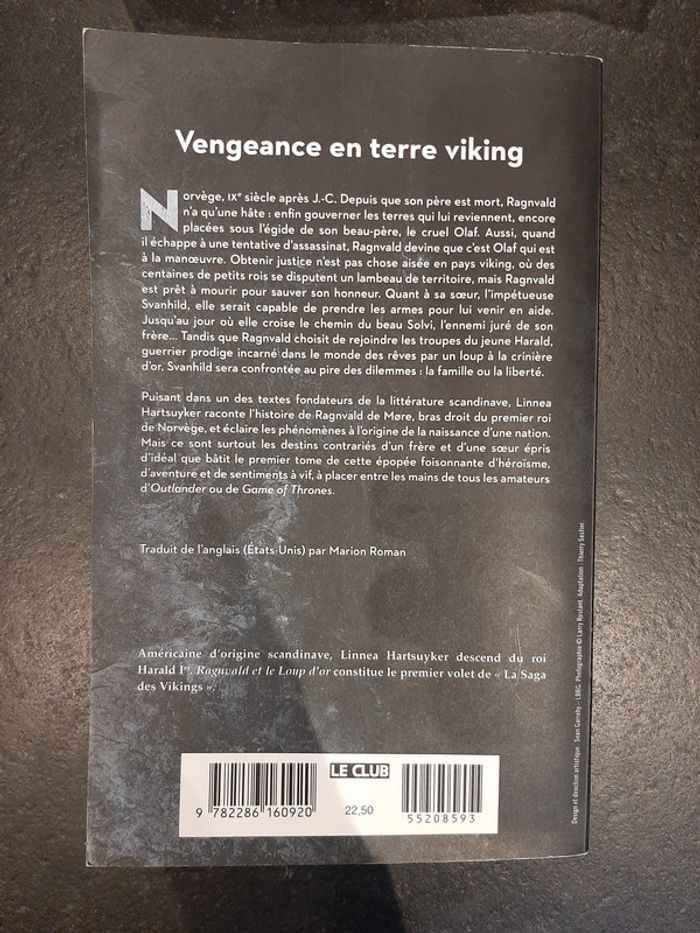 Vengeance en terre viking
Norvège, IXe siècle après J.-C. Depuis que son père est mort, Ragnvald
n'a qu'une hâte : enfin gouverner les terres qui lui reviennent, encore
placées sous l'égide de son beau-père, le cruel Olaf. Aussi, quand
il échappe à une tentative d'assassinat, Ragnvald devine que c'est Olaf qui est
à la manœuvre. Obtenir justice n'est pas chose aisée en pays viking, où des
centaines de petits rois se disputent un lambeau de territoire, mais Ragnvald
est prêt à mourir pour sauver son honneur. Quant à sa sœur, l'impétueuse
Svanhild, elle serait capable de prendre les armes pour lui venir en aide.
Jusqu'au jour où elle croise le chemin du beau Solvi, l'ennemi juré de son
frère... Tandis que Ragnvald choisit de rejoindre les troupes du jeune Harald,
guerrier prodige incarné dans le monde des rêves par un loup à la crinière
d'or, Svanhild sera confrontée au pire des dilemmes : la famille ou la liberté.
Puisant dans un des textes fondateurs de la littérature scandinave, Linnea
Hartsuyker raconte l'histoire de Ragnvald de Møre, bras droit du premier roi
de Norvège, et éclaire les phénomènes à l'origine de la naissance d'une nation.
Mais ce sont surtout les destins contrariés d'un frère et d'une sœur épris
d'idéal que bâtit le premier tome de cette épopée foisonnante d'héroïsme,
d'aventure et de sentiments à vif, à placer entre les mains de tous les amateurs
d'Outlander ou de Game of Thrones.
Traduit de l'anglais (États-Unis) par Marion Roman
Américaine d'origine scandinave, Linnea Hartsuyker descend du roi
Harald Ier. Ragnvald et le Loup d'or constitue le premier volet de « La Saga
des Vikings ».
LE CLUB
9 782286 160920
22,50
55208593
Design et direction artistique : Sean Garrehy – LBBG. Photographie © Larry Rostant. Adaptation : Thierry Sestier.